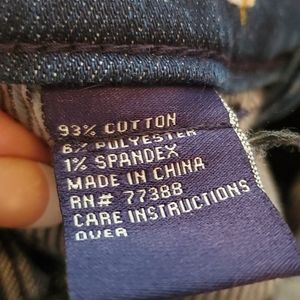 93% COTTON
6% POLYESTER
1% SPANDEX
MADE IN CHINA
RN# 77388
CARE INSTRUCTIONS
OVER